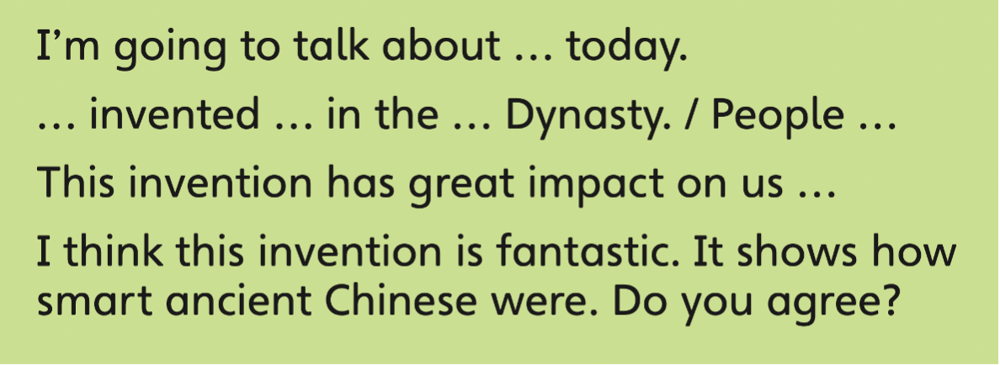 I’m going to talk about ... today.
... invented ... in the ... Dynasty. / People ...
This invention has great impact on us ...
I think this invention is fantastic. It shows how
smart ancient Chinese were. Do you agree?